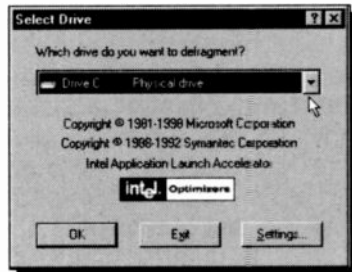 Select Drive
Which drive do you want to defragment?
Drive C Physical drive
Copyright © 1981-1998 Microsoft Corporation
Copyright © 1988-1992 Symantec Corporation
Intel Application Launch Accelerator
intel. Optimizers
OK Exit Settings...